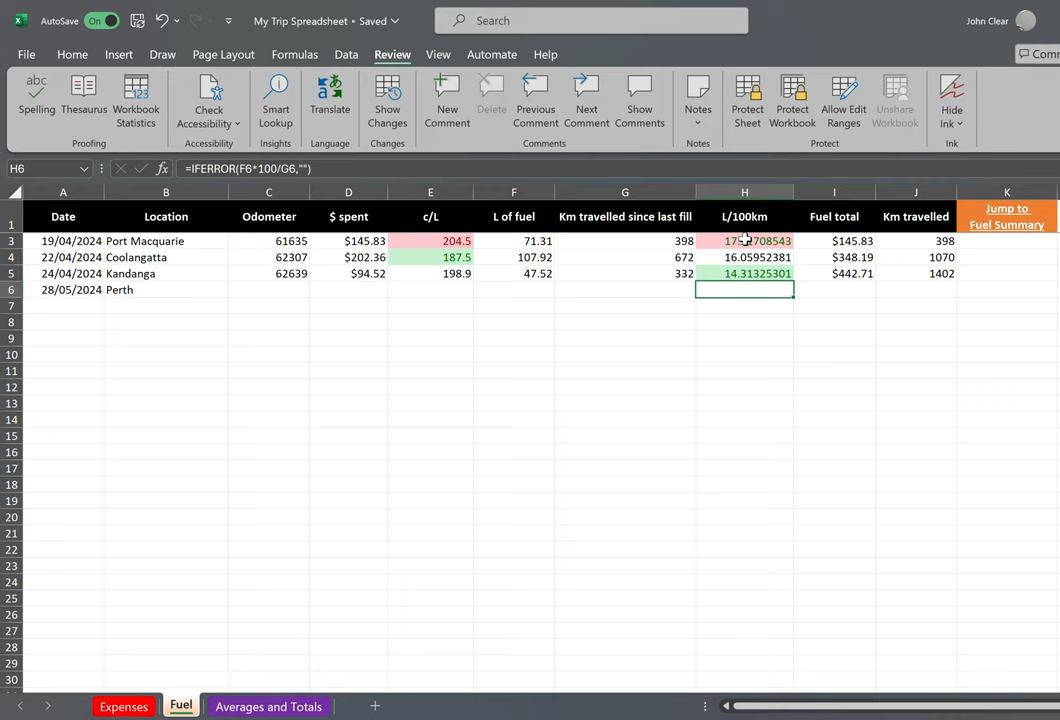 AutoSave On My Trip Spreadsheet • Saved Search John Clear
File Home Insert Draw Page Layout Formulas Data Review View Automate Help
abc 123
Spelling Thesaurus Workbook Statistics Check Accessibility Smart Lookup Translate Show Changes New Comment Delete Previous Comment Next Comment Show Comments Notes Protect Sheet Protect Workbook Allow Edit Ranges Unshare Workbook Hide Ink
Proofing Accessibility Insights Language Changes Comments Notes Protect Ink
H6 fx =IFERROR(F6*100/G6,"")
A B C D E F G H I J K
1 Date Location Odometer $ spent c/L L of fuel Km travelled since last fill L/100km Fuel total Km travelled Jump to
Fuel Summary
3 19/04/2024 Port Macquarie 61635 $145.83 204.5 71.31 398 $145.83 398
4 22/04/2024 Coolangatta 62307 $202.36 187.5 107.92 672 16.05952381 $348.19 1070
5 24/04/2024 Kandanga 62639 $94.52 198.9 47.52 332 14.31325301 $442.71 1402
6 28/05/2024 Perth
7
8
9
10
11
12
13
14
15
16
17
18
19
20
21
22
23
24
25
26
27
28
29
30
Expenses Fuel Averages and Totals